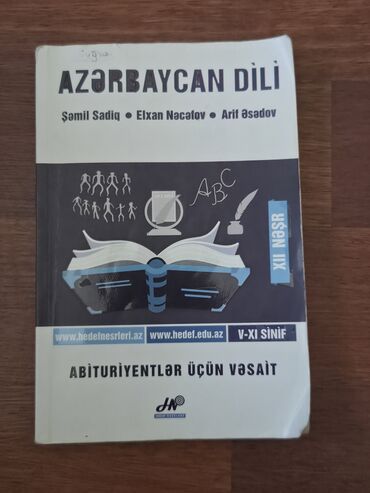 AZƏRBAYCAN DİLİ
Şəmil Sadiq ● Elxan Nəcəfov ● Arif Əsədov
ABC
XII NƏŞR
www.hedefnesrleri.az www.hedef.edu.az V-XI SİNİF
ABİTURİYENTLƏR ÜÇÜN VƏSAİT